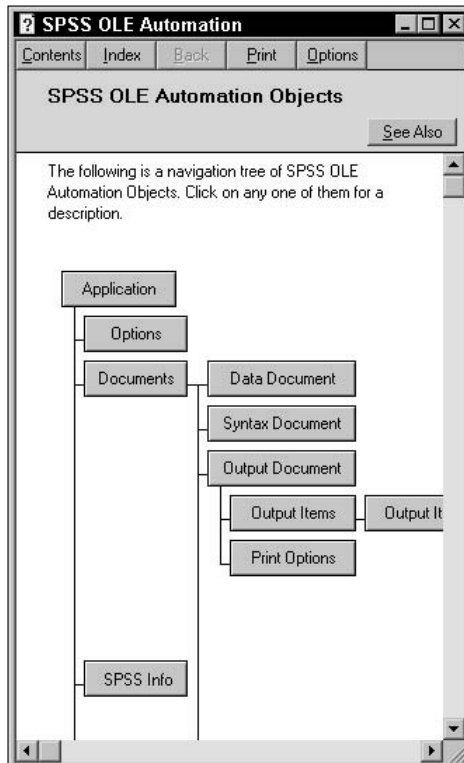 SPSS OLE Automation
Contents Index Back Print Options
SPSS OLE Automation Objects
See Also
The following is a navigation tree of SPSS OLE
Automation Objects. Click on any one of them for a
description.
Application
Options
Documents
Data Document
Syntax Document
Output Document
Output Items
Output It
Print Options
SPSS Info